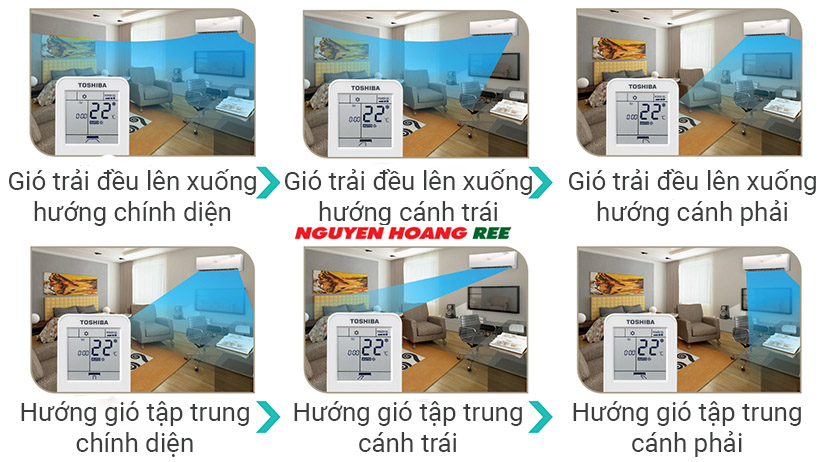 TOSHIBA
22°C
TOSHIBA
22°C
TOSHIBA
22°C
Gió trải đều lên xuống
hướng chính diện
Gió trải đều lên xuống
hướng cánh trái
Gió trải đều lên xuống
hướng cánh phải
NGUYEN HOANG REE
TOSHIBA
22°C
TOSHIBA
22°C
TOSHIBA
22°C
Hướng gió tập trung
chính diện
Hướng gió tập trung
cánh trái
Hướng gió tập trung
cánh phải